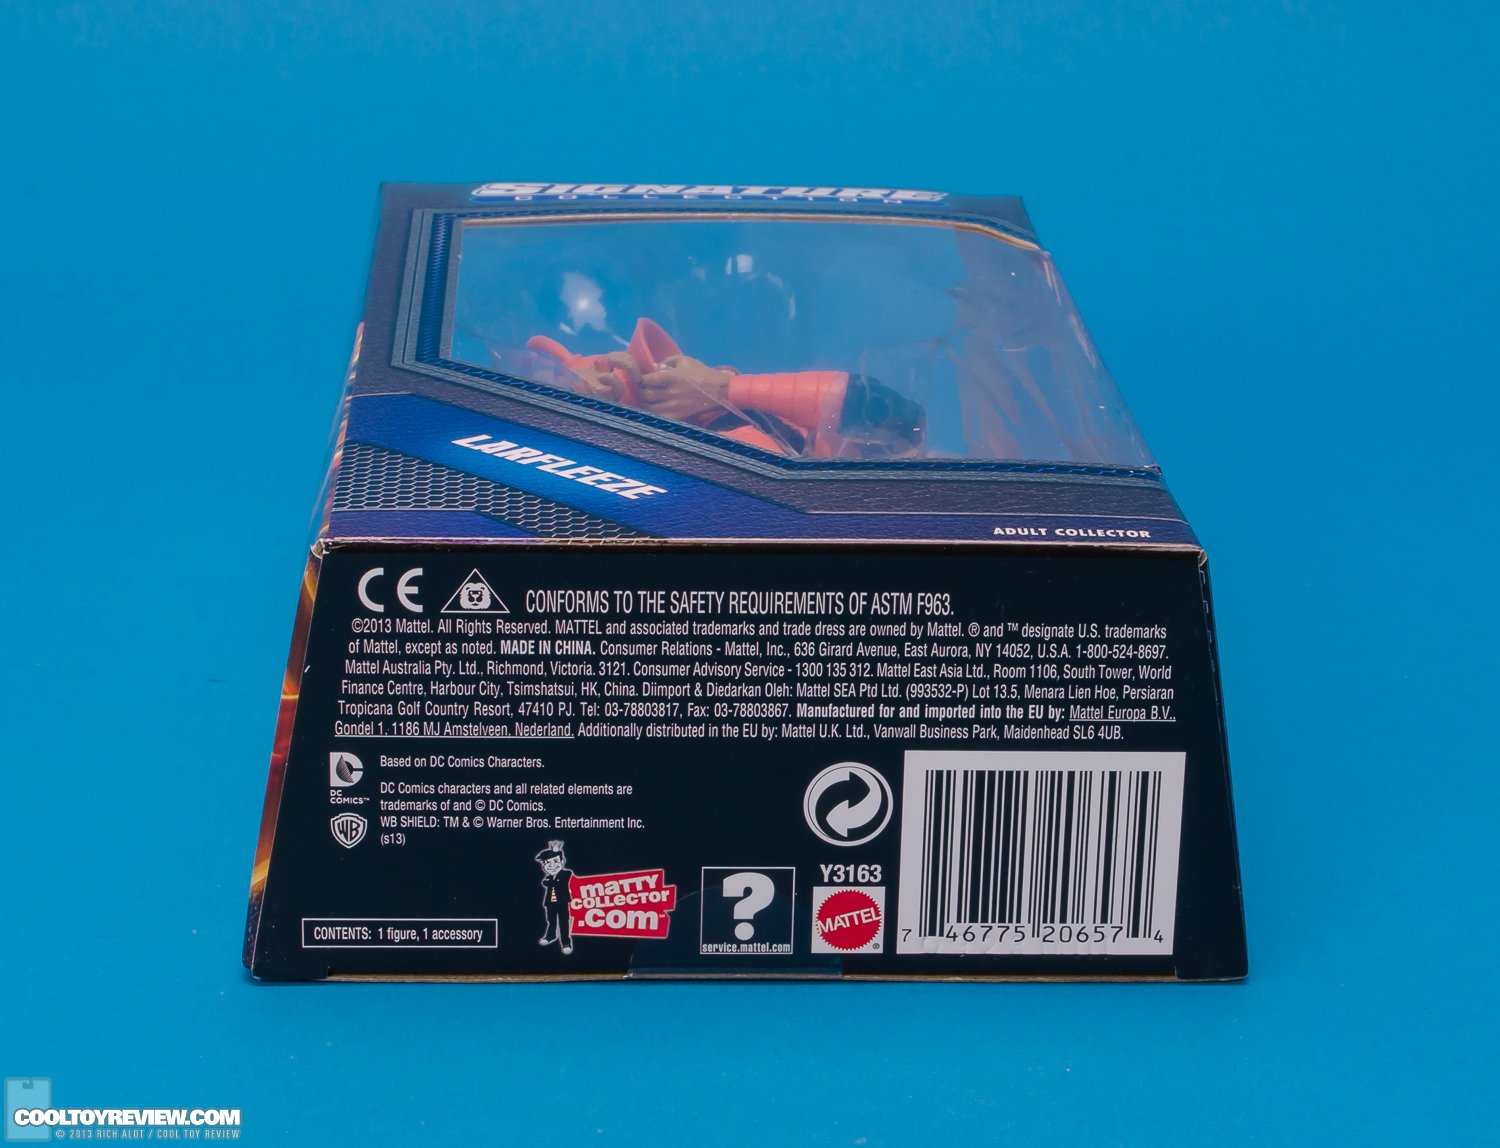 SIGNATURE
COLLECTION
LARFLEEZE
ADULT COLLECTOR
CE
CONFORMS TO THE SAFETY REQUIREMENTS OF ASTM F963.
©2013 Mattel. All Rights Reserved. MATTEL and associated trademarks and trade dress are owned by Mattel. ® and ™ designate U.S. trademarks
of Mattel, except as noted. MADE IN CHINA. Consumer Relations - Mattel, Inc., 636 Girard Avenue, East Aurora, NY 14052, U.S.A. 1-800-524-8697.
Mattel Australia Pty. Ltd., Richmond, Victoria. 3121. Consumer Advisory Service - 1300 135 312. Mattel East Asia Ltd., Room 1106, South Tower, World
Finance Centre, Harbour City, Tsimshatsui, HK, China. Diimport & Diedarkan Oleh: Mattel SEA Ptd Ltd. (993532-P) Lot 13.5, Menara Lien Hoe, Persiaran
Tropicana Golf Country Resort, 47410 PJ. Tel: 03-78803817, Fax: 03-78803867. Manufactured for and imported into the EU by: Mattel Europa B.V.,
Gondel 1, 1186 MJ Amstelveen, Nederland. Additionally distributed in the EU by: Mattel U.K. Ltd., Vanwall Business Park, Maidenhead SL6 4UB.
DC
COMICS™
Based on DC Comics Characters.
DC Comics characters and all related elements are
trademarks of and © DC Comics.
WB SHIELD: TM & © Warner Bros. Entertainment Inc.
(s13)
WB
CONTENTS: 1 figure, 1 accessory
maTTY
COLLECTOR
.com™
?
service.mattel.com
Y3163
MATTEL®
7 46775 20657 4
COOLTOYREVIEW.COM
© 2013 RICH ALOT / COOL TOY REVIEW